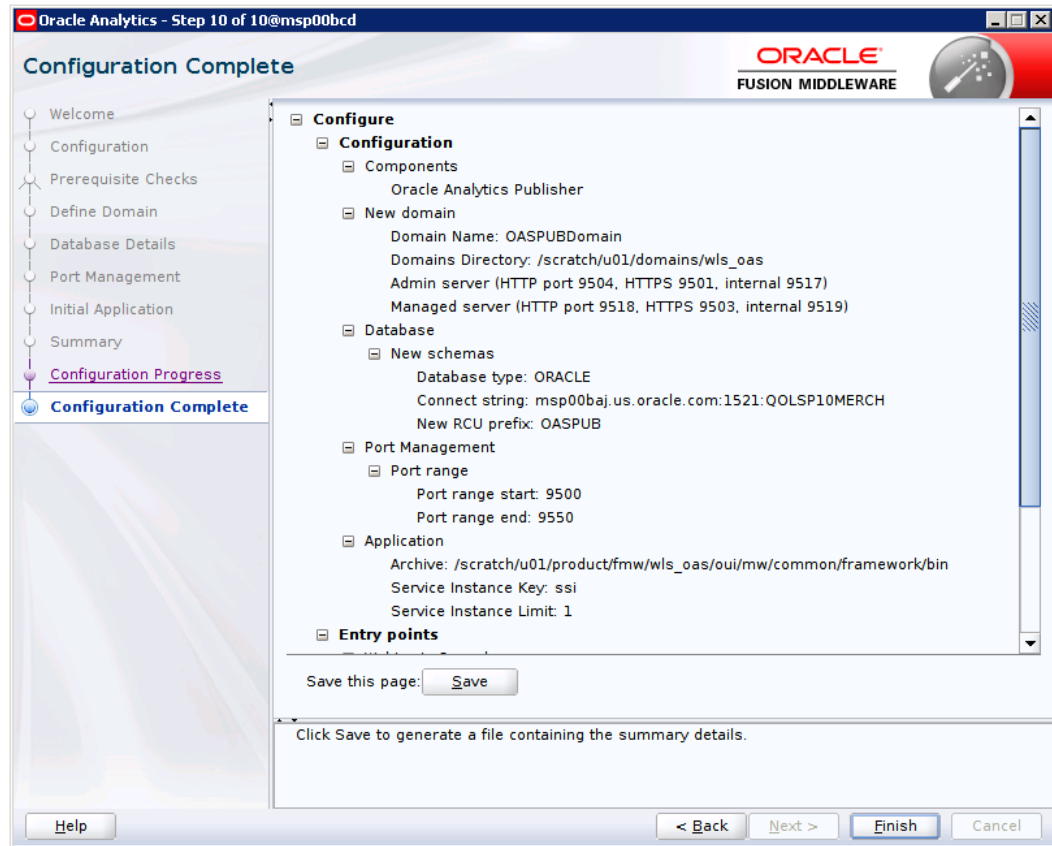 Oracle Analytics - Step 10 of 10@msp00bcd
Configuration Complete
ORACLE
FUSION MIDDLEWARE
Welcome
Configuration
Prerequisite Checks
Define Domain
Database Details
Port Management
Initial Application
Summary
Configuration Progress
Configuration Complete
Configure
Configuration
Components
Oracle Analytics Publisher
New domain
Domain Name: OASPUBDomain
Domains Directory: /scratch/u01/domains/wls_oas
Admin server (HTTP port 9504, HTTPS 9501, internal 9517)
Managed server (HTTP port 9518, HTTPS 9503, internal 9519)
Database
New schemas
Database type: ORACLE
Connect string: msp00baj.us.oracle.com:1521:QOLSP10MERCH
New RCU prefix: OASPUB
Port Management
Port range
Port range start: 9500
Port range end: 9550
Application
Archive: /scratch/u01/product/fmw/wls_oas/oui/mw/common/framework/bin
Service Instance Key: ssi
Service Instance Limit: 1
Entry points
Save this page: Save
Click Save to generate a file containing the summary details.
Help < Back Next > Finish Cancel